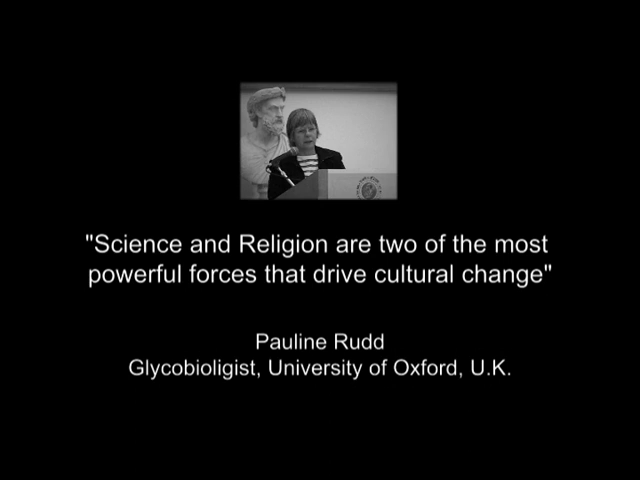 "Science and Religion are two of the most
powerful forces that drive cultural change"
Pauline Rudd
Glycobioligist, University of Oxford, U.K.